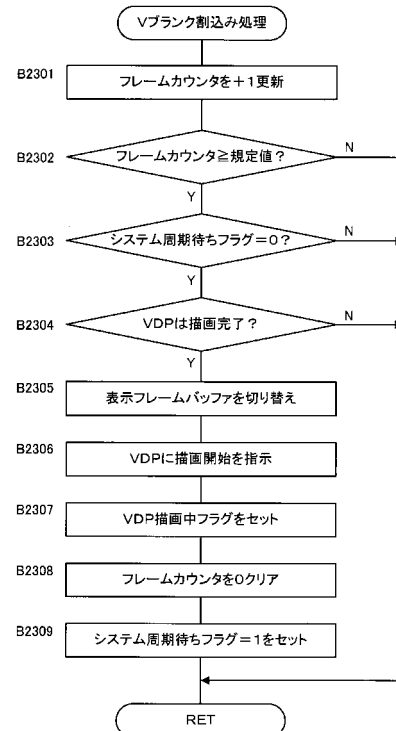 Vブランク割込み処理
B2301
フレームカウンタを＋1更新
B2302
フレームカウンタ≧規定値？
N
Y
B2303
システム周期待ちフラグ＝0？
N
Y
B2304
VDPは描画完了？
N
Y
B2305
表示フレームバッファを切り替え
B2306
VDPに描画開始を指示
B2307
VDP描画中フラグをセット
B2308
フレームカウンタを0クリア
B2309
システム周期待ちフラグ＝1をセット
RET